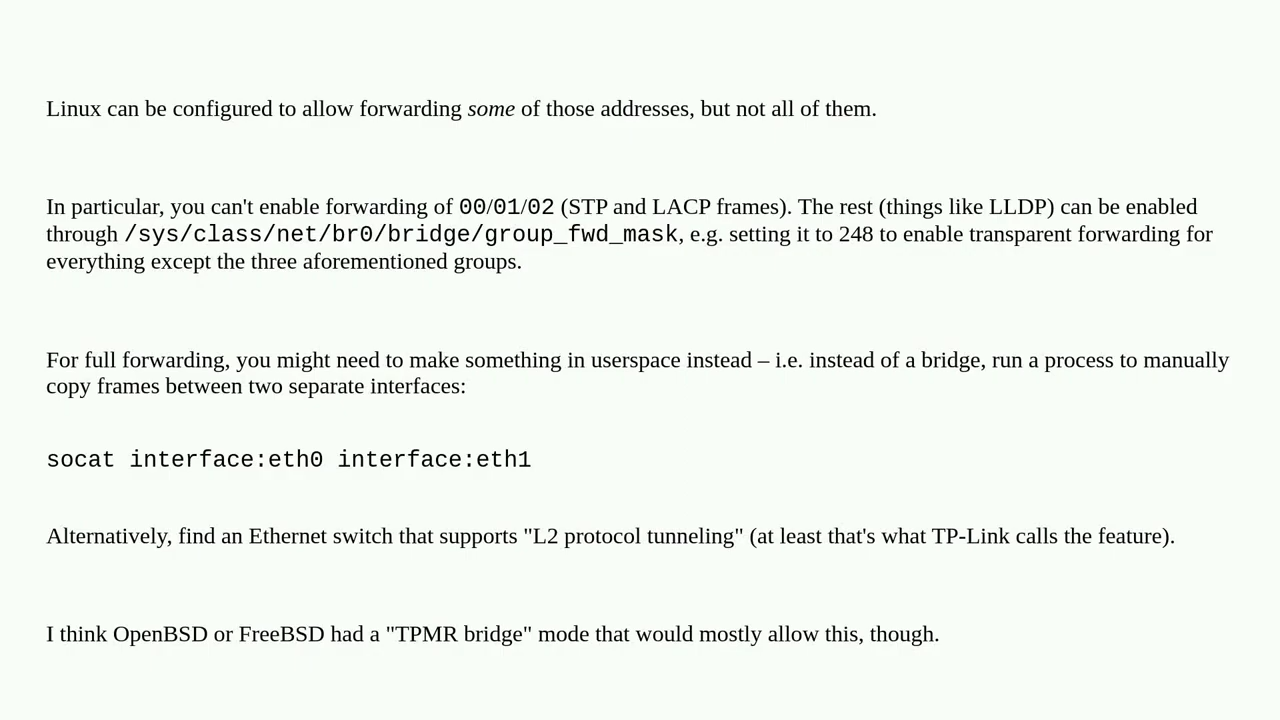 Linux can be configured to allow forwarding some of those addresses, but not all of them.
In particular, you can't enable forwarding of 00/01/02 (STP and LACP frames). The rest (things like LLDP) can be enabled
through /sys/class/net/br0/bridge/group_fwd_mask, e.g. setting it to 248 to enable transparent forwarding for
everything except the three aforementioned groups.
For full forwarding, you might need to make something in userspace instead – i.e. instead of a bridge, run a process to manually
copy frames between two separate interfaces:
socat interface:eth0 interface:eth1
Alternatively, find an Ethernet switch that supports "L2 protocol tunneling" (at least that's what TP-Link calls the feature).
I think OpenBSD or FreeBSD had a "TPMR bridge" mode that would mostly allow this, though.